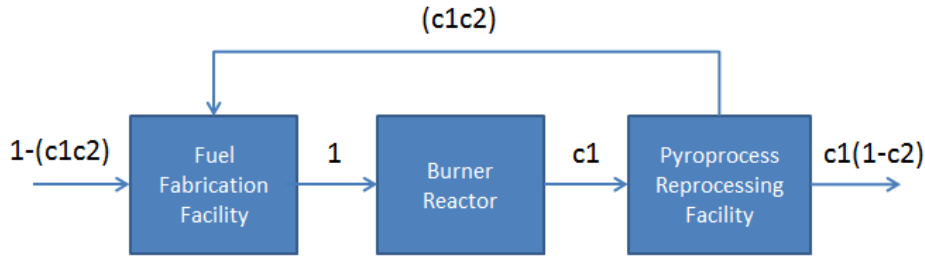 (c1c2)
1-(c1c2)
Fuel
Fabrication
Facility
1
Burner
Reactor
c1
Pyroprocess
Reprocessing
Facility
c1(1-c2)